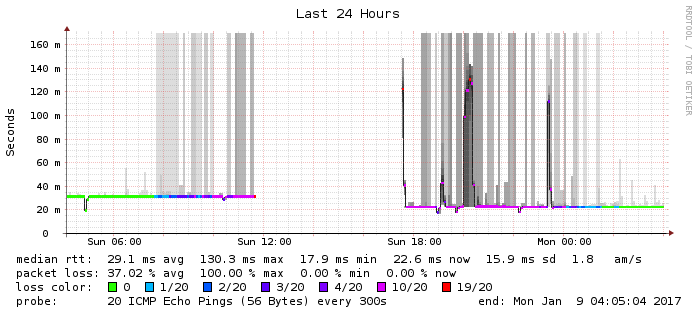 Last 24 Hours
RRDTOOL / TOBI OETIKER
Seconds
160 m
140 m
120 m
100 m
80 m
60 m
40 m
20 m
0
Sun 06:00 Sun 12:00 Sun 18:00 Mon 00:00
median rtt: 29.1 ms avg 130.3 ms max 17.9 ms min 22.6 ms now 15.9 ms sd 1.8 am/s
packet loss: 37.02 % avg 100.00 % max 0.00 % min 0.00 % now
loss color: 0 1/20 2/20 3/20 4/20 10/20 19/20
probe: 20 ICMP Echo Pings (56 Bytes) every 300s end: Mon Jan 9 04:05:04 2017